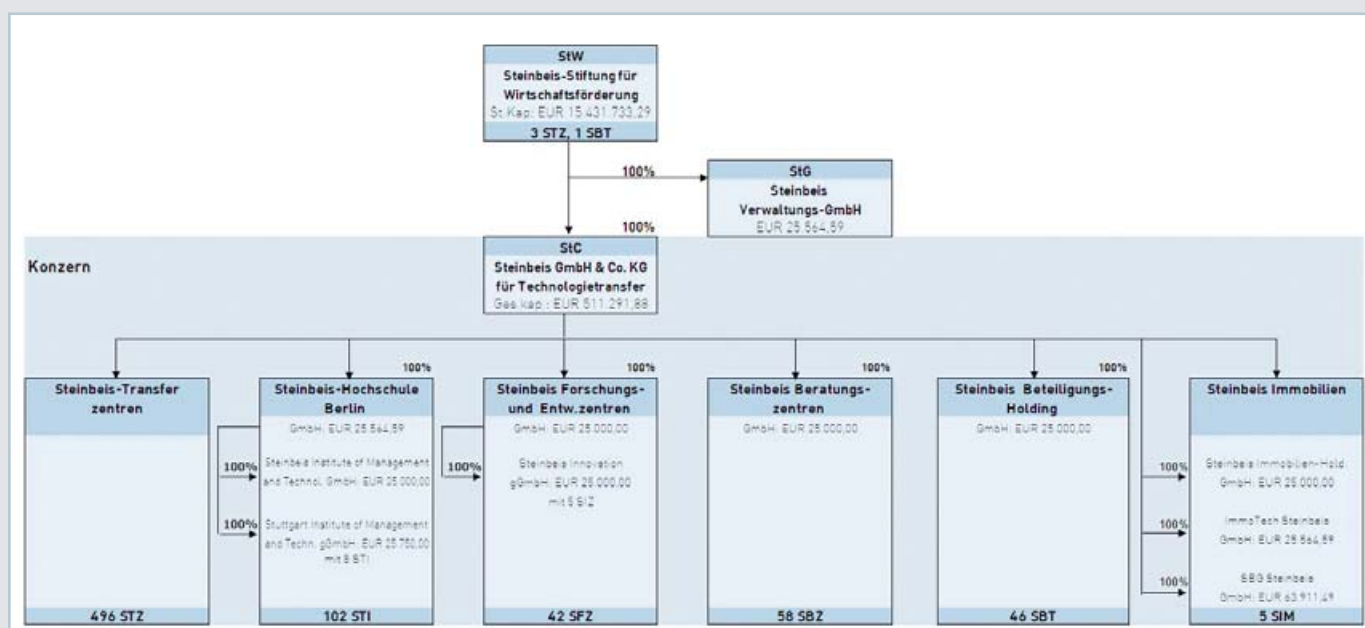 StW
Steinbeis-Stiftung für
Wirtschaftsförderung
St.Kap: EUR 15.431.733,29
3 STZ, 1 SBT
100%
StG
Steinbeis
Verwaltungs-GmbH
EUR 25.564,59
100%
Konzern
StC
Steinbeis GmbH & Co. KG
für Technologietransfer
Ges.kap.: EUR 511.291,88
100%
100%
100%
100%
Steinbeis-Transfer
zentren
496 STZ
Steinbeis-Hochschule
Berlin
GmbH: EUR 25.564,59
100%
Steinbeis Institute of Management
and Technol. GmbH: EUR 25.000,00
100%
Stuttgart Institute of Management
and Techn. gGmbH: EUR 25.750,00
mit 8 STI
102 STI
Steinbeis Forschungs-
und Entw.zentren
GmbH: EUR 25.000,00
100%
Steinbeis Innovation
gGmbH: EUR 25.000,00
mit 5 SIZ
42 SFZ
Steinbeis Beratungs-
zentren
GmbH: EUR 25.000,00
58 SBZ
Steinbeis Beteiligungs-
Holding
GmbH: EUR 25.000,00
46 SBT
Steinbeis Immobilien
100%
Steinbeis Immobilien-Hold.
GmbH: EUR 25.000,00
100%
ImmoTech Steinbeis
GmbH: EUR 25.564,59
100%
SBG Steinbeis
GmbH: EUR 63.911,49
5 SIM